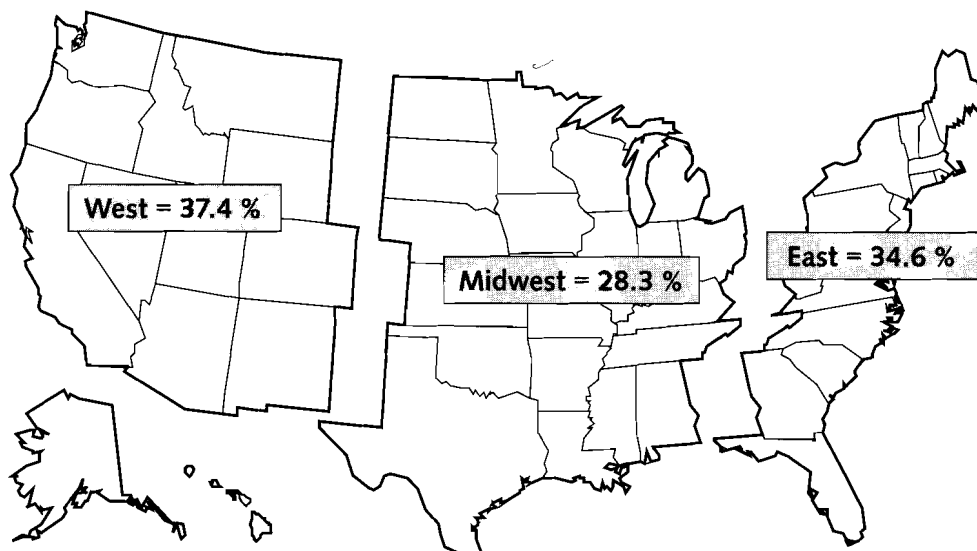 West = 37.4 %
Midwest = 28.3 %
East = 34.6 %